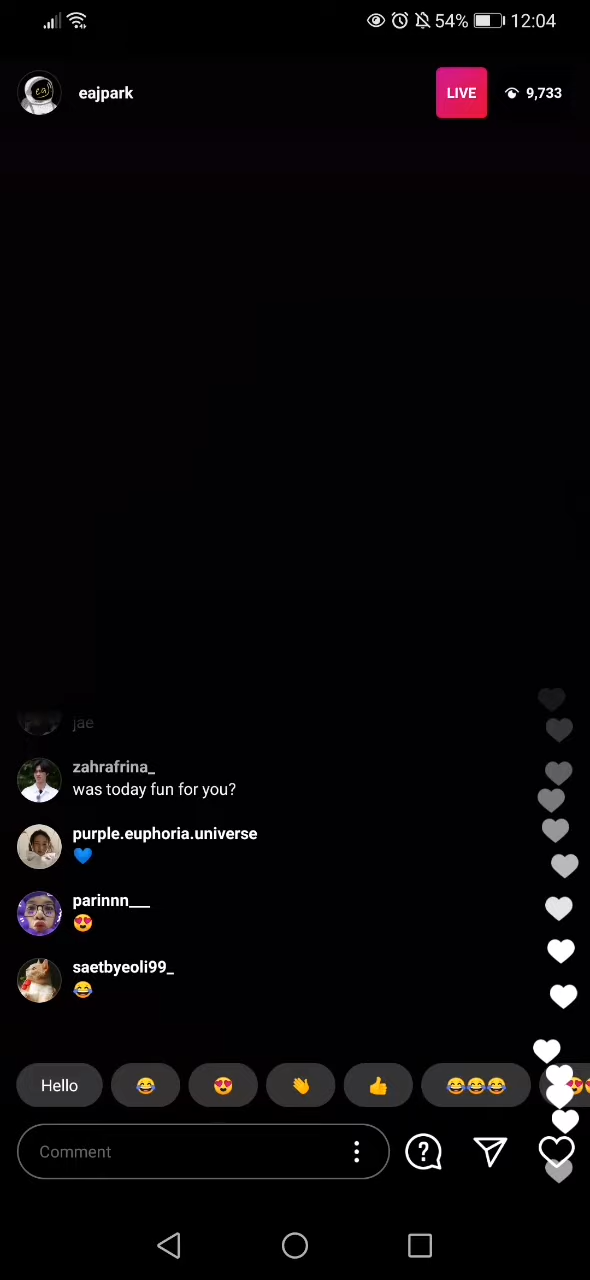 54% 12:04
eajpark LIVE 9,733
eaj
jae
zahrafrina_
was today fun for you?
purple.euphoria.universe
💙
parinnn___
😍
saetbyeoli99_
😂
Hello 😂 😍 👋 👍 😂😂😂
Comment